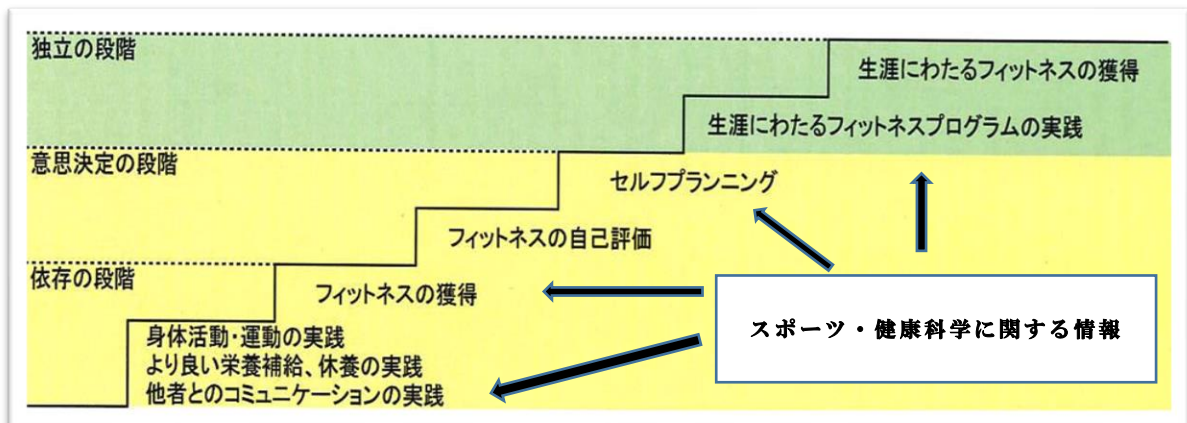 独立の段階
生涯にわたるフィットネスの獲得
生涯にわたるフィットネスプログラムの実践
意思決定の段階
セルフプランニング
フィットネスの自己評価
依存の段階
フィットネスの獲得
身体活動・運動の実践
より良い栄養補給、休養の実践
他者とのコミュニケーションの実践
スポーツ・健康科学に関する情報